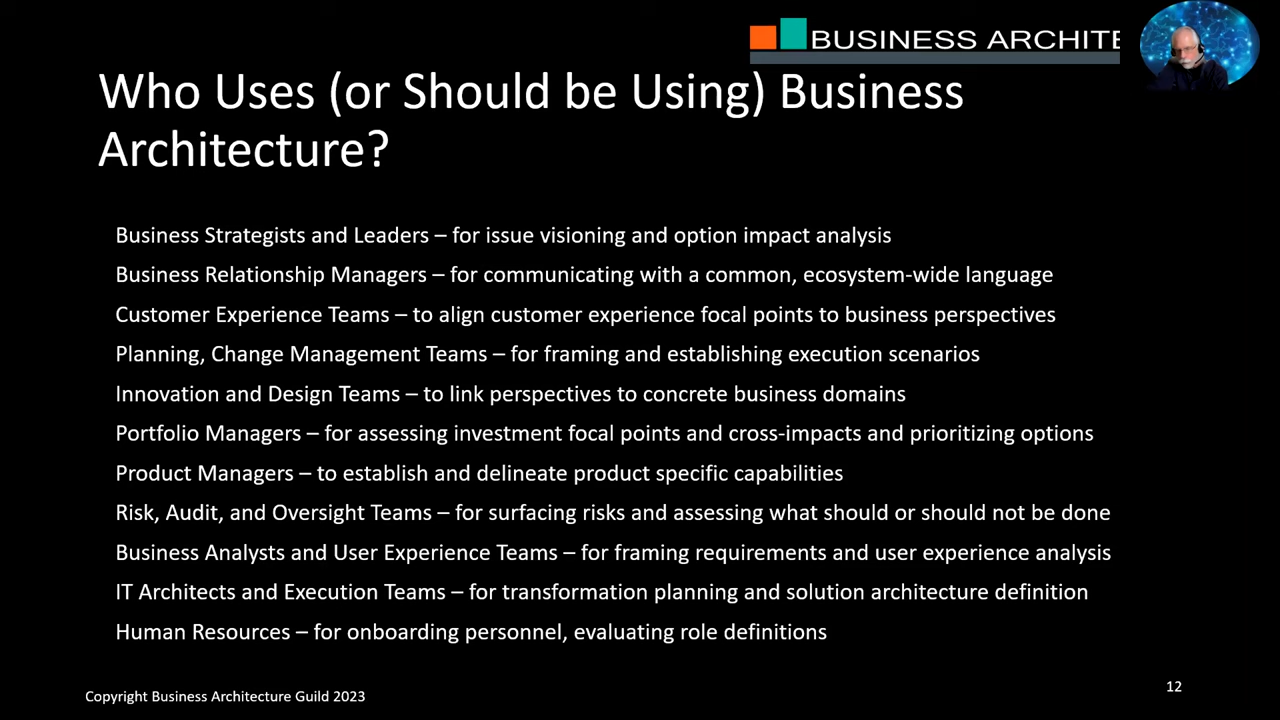 BUSINESS ARCHITE
Who Uses (or Should be Using) Business
Architecture?
Business Strategists and Leaders – for issue visioning and option impact analysis
Business Relationship Managers – for communicating with a common, ecosystem-wide language
Customer Experience Teams – to align customer experience focal points to business perspectives
Planning, Change Management Teams – for framing and establishing execution scenarios
Innovation and Design Teams – to link perspectives to concrete business domains
Portfolio Managers – for assessing investment focal points and cross-impacts and prioritizing options
Product Managers – to establish and delineate product specific capabilities
Risk, Audit, and Oversight Teams – for surfacing risks and assessing what should or should not be done
Business Analysts and User Experience Teams – for framing requirements and user experience analysis
IT Architects and Execution Teams – for transformation planning and solution architecture definition
Human Resources – for onboarding personnel, evaluating role definitions
12
Copyright Business Architecture Guild 2023